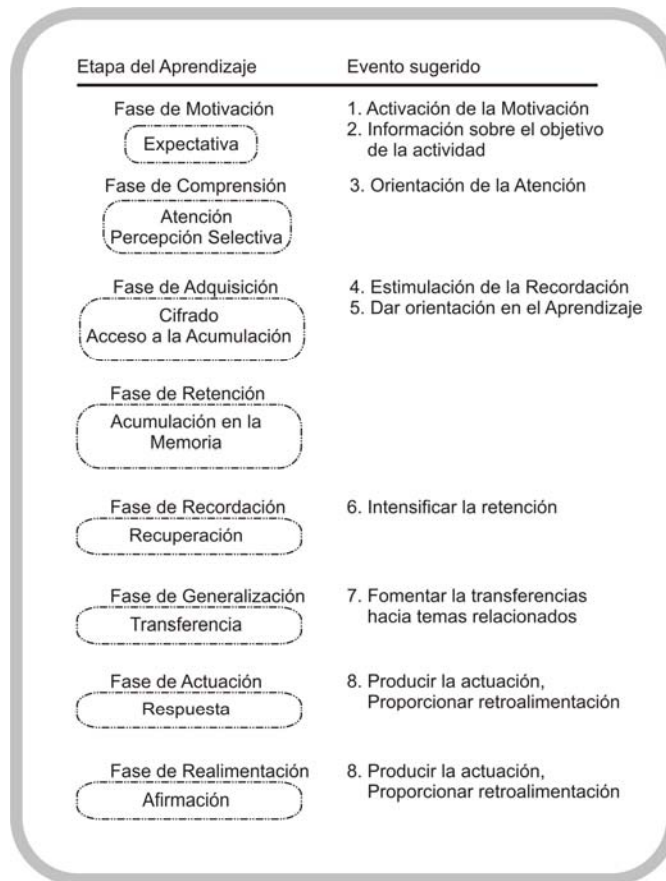 Etapa del Aprendizaje
Evento sugerido
Fase de Motivación
Expectativa
1. Activación de la Motivación
2. Información sobre el objetivo
de la actividad
Fase de Comprensión
Atención
Percepción Selectiva
3. Orientación de la Atención
Fase de Adquisición
Cifrado
Acceso a la Acumulación
4. Estimulación de la Recordación
5. Dar orientación en el Aprendizaje
Fase de Retención
Acumulación en la
Memoria
Fase de Recordación
Recuperación
6. Intensificar la retención
Fase de Generalización
Transferencia
7. Fomentar la transferencias
hacia temas relacionados
Fase de Actuación
Respuesta
8. Producir la actuación,
Proporcionar retroalimentación
Fase de Realimentación
Afirmación
8. Producir la actuación,
Proporcionar retroalimentación